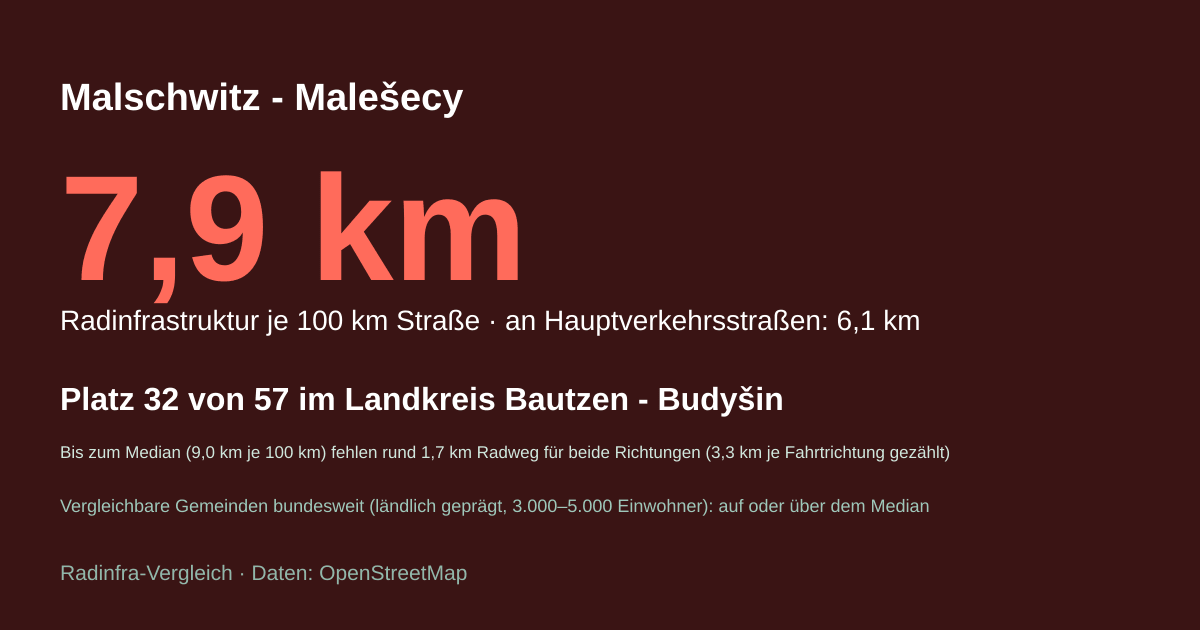 Malschwitz - Malešecy
7,9 km
Radinfrastruktur je 100 km Straße · an Hauptverkehrsstraßen: 6,1 km
Platz 32 von 57 im Landkreis Bautzen - Budyšin
Bis zum Median (9,0 km je 100 km) fehlen rund 1,7 km Radweg für beide Richtungen (3,3 km je Fahrtrichtung gezählt)
Vergleichbare Gemeinden bundesweit (ländlich geprägt, 3.000–5.000 Einwohner): auf oder über dem Median
Radinfra-Vergleich · Daten: OpenStreetMap